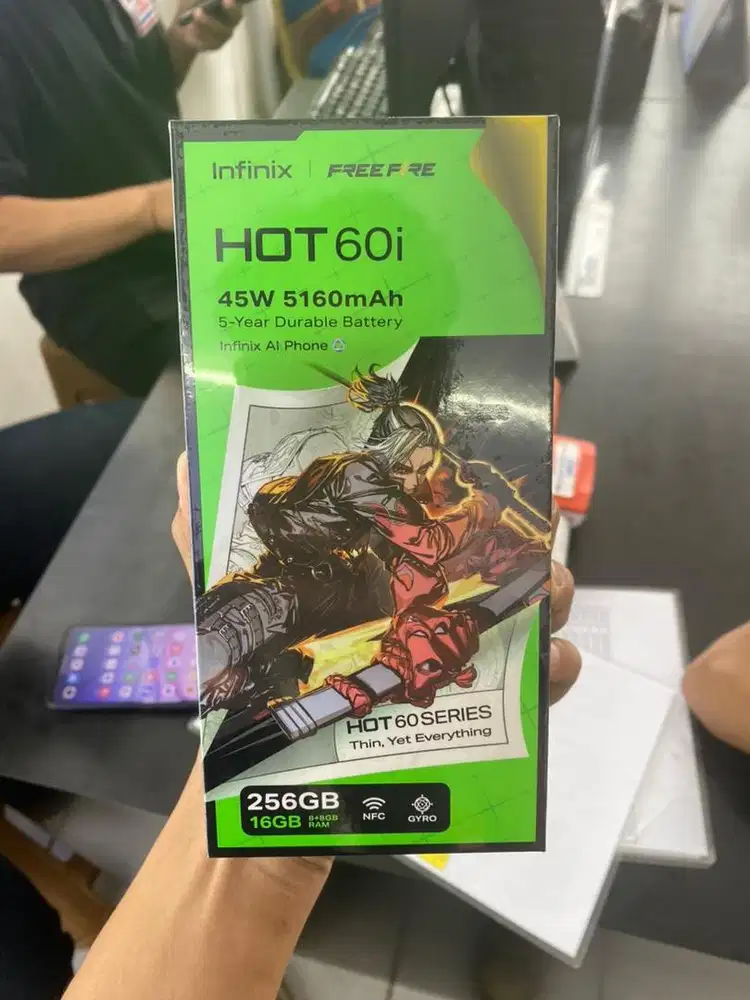 Infinix | FREE FIRE
HOT 60i
45W 5160mAh
5-Year Durable Battery
Infinix AI Phone
HOT 60 SERIES
Thin, Yet Everything
256GB
16GB 8+8GB RAM
NFC
GYRO